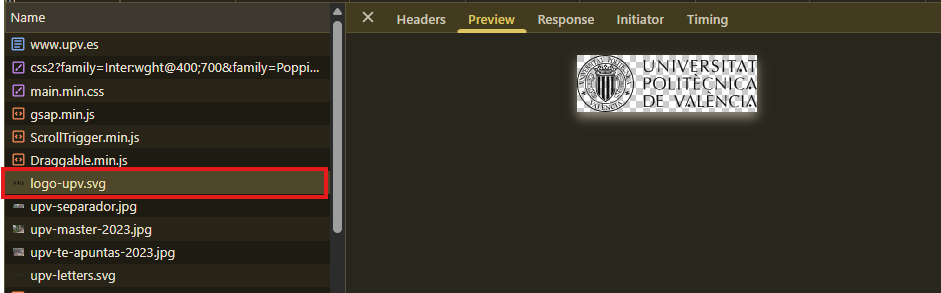 Name
www.upv.es
css2?family=Inter:wght@400;700&family=Poppi...
main.min.css
gsap.min.js
ScrollTrigger.min.js
Draggable.min.js
logo-upv.svg
upv-separador.jpg
upv-master-2023.jpg
upv-te-apuntas-2023.jpg
upv-letters.svg
Headers Preview Response Initiator Timing
UNIVERSITAT
POLITÈCNICA
DE VALÈNCIA